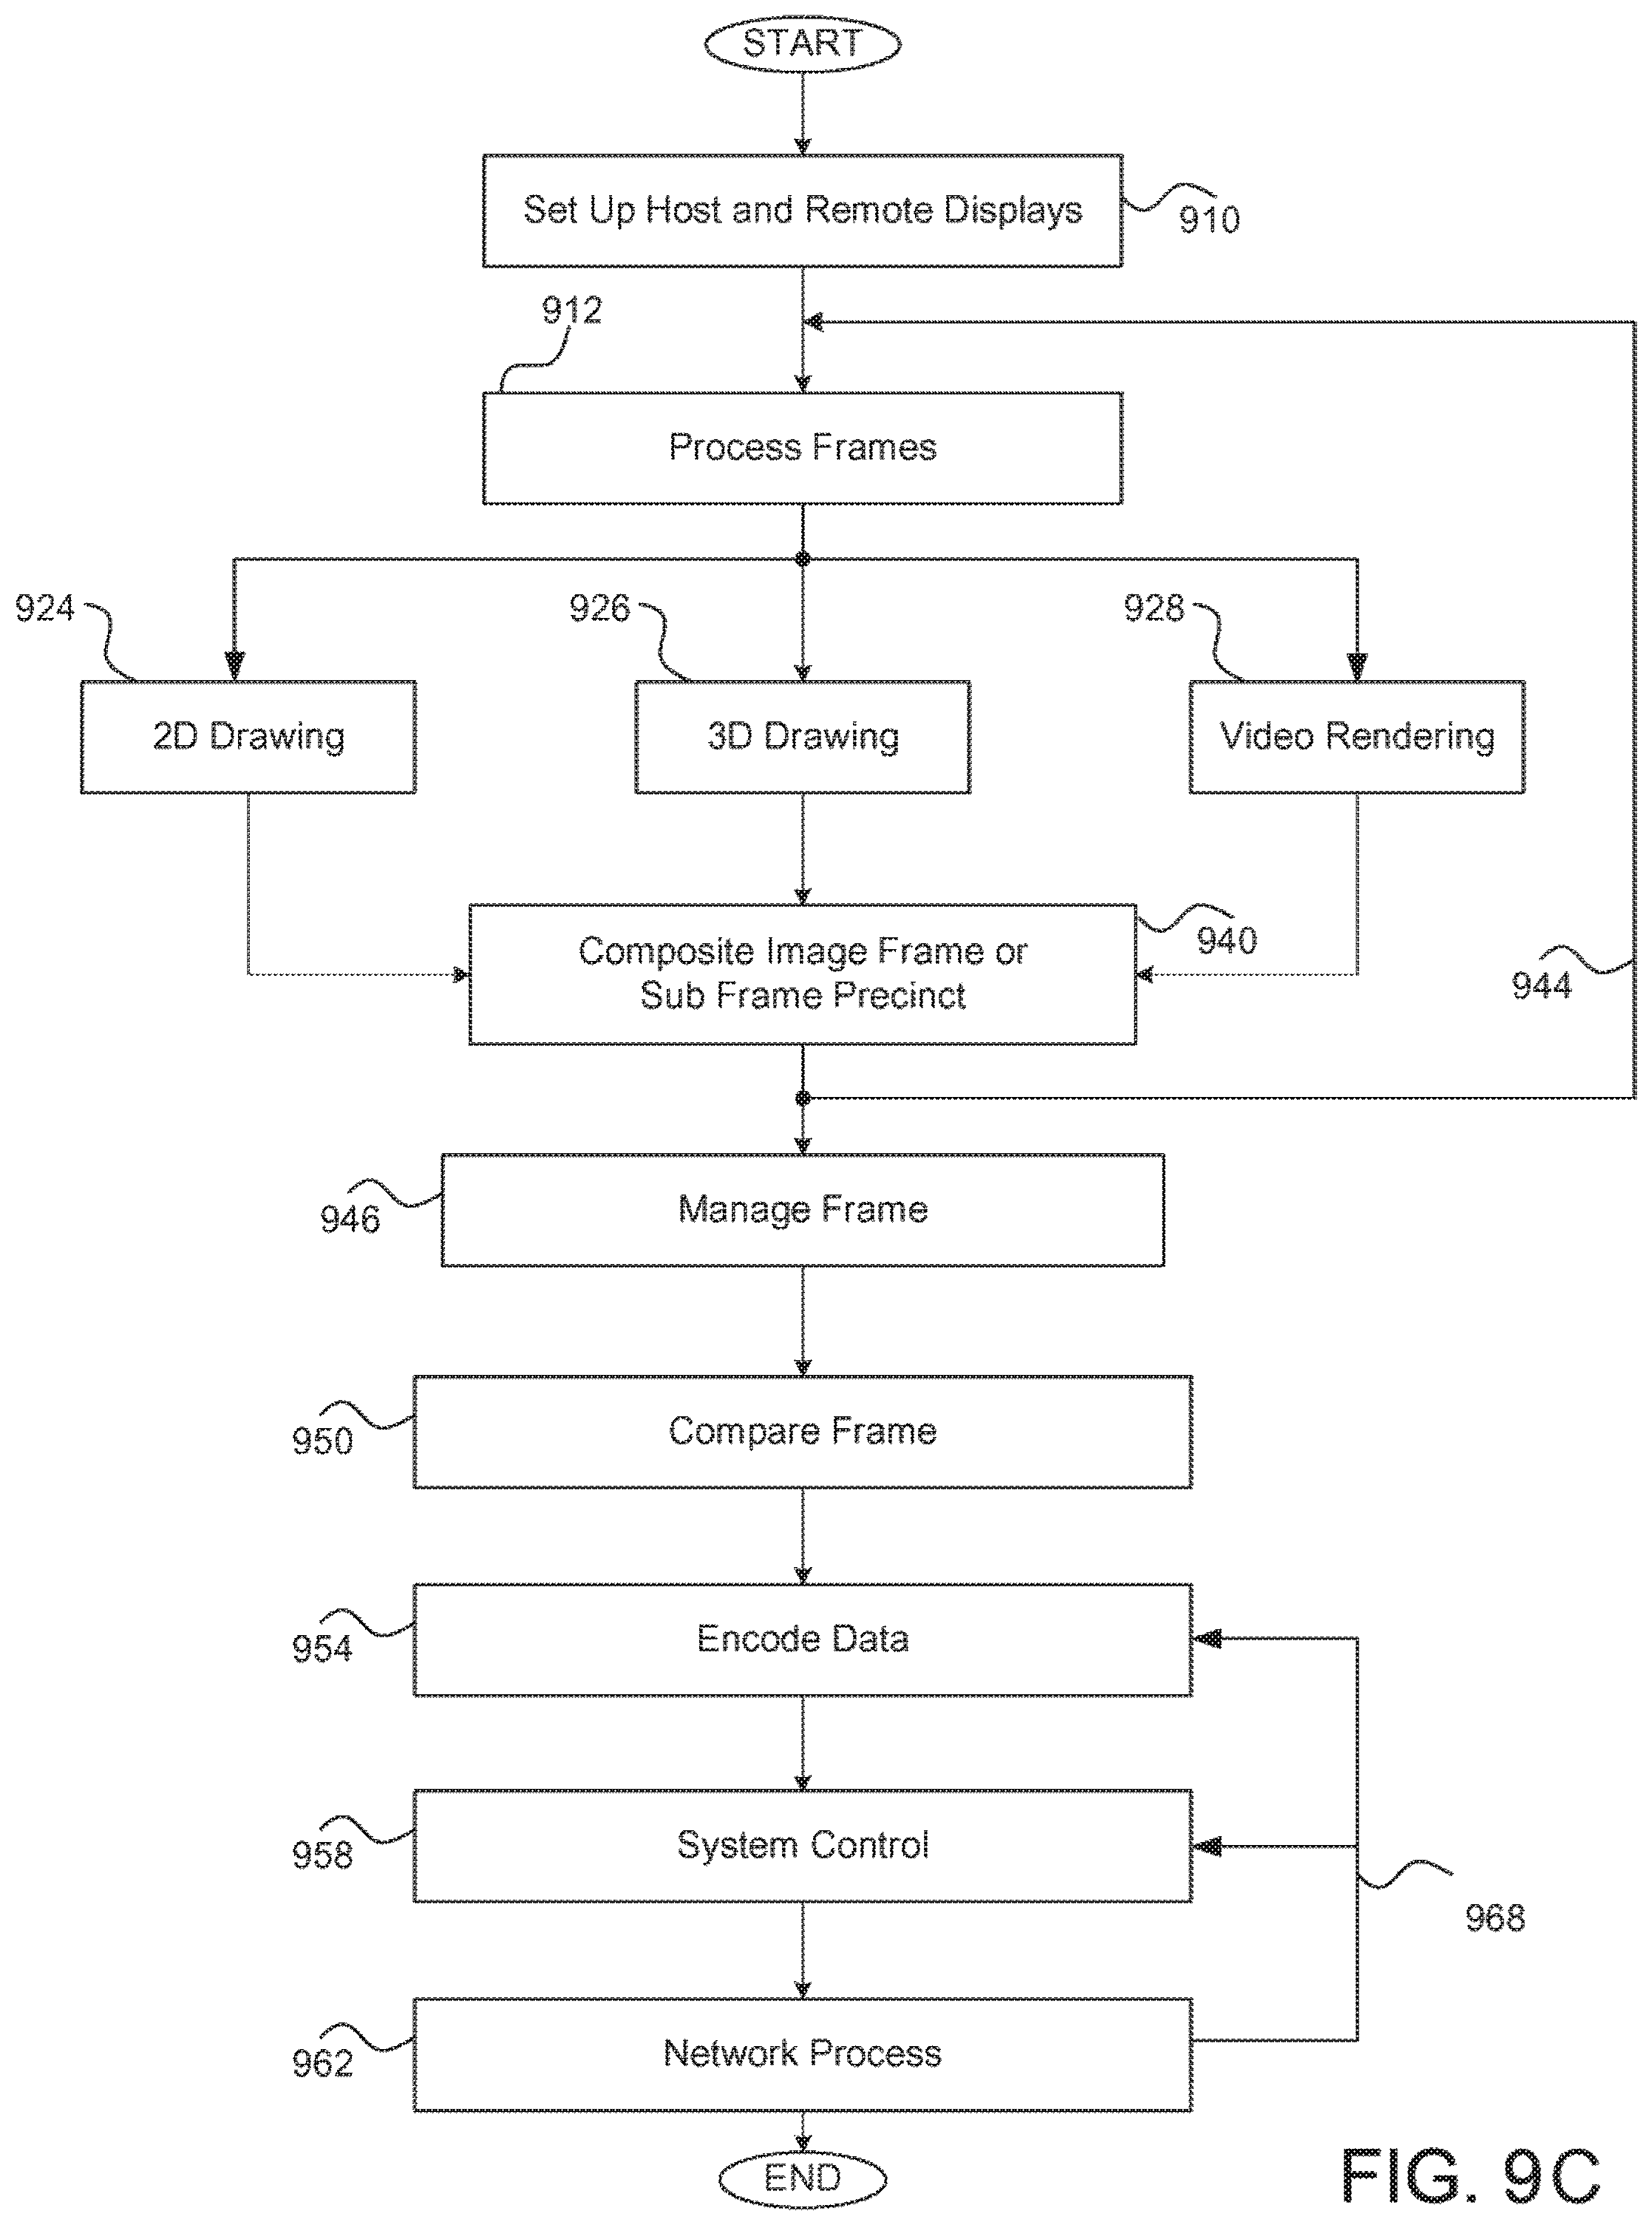 START
Set Up Host and Remote Displays
910
912
Process Frames
924
926
928
2D Drawing
3D Drawing
Video Rendering
Composite Image Frame or
Sub Frame Precinct
940
944
Manage Frame
946
Compare Frame
950
Encode Data
954
System Control
958
968
Network Process
962
END
FIG. 9C